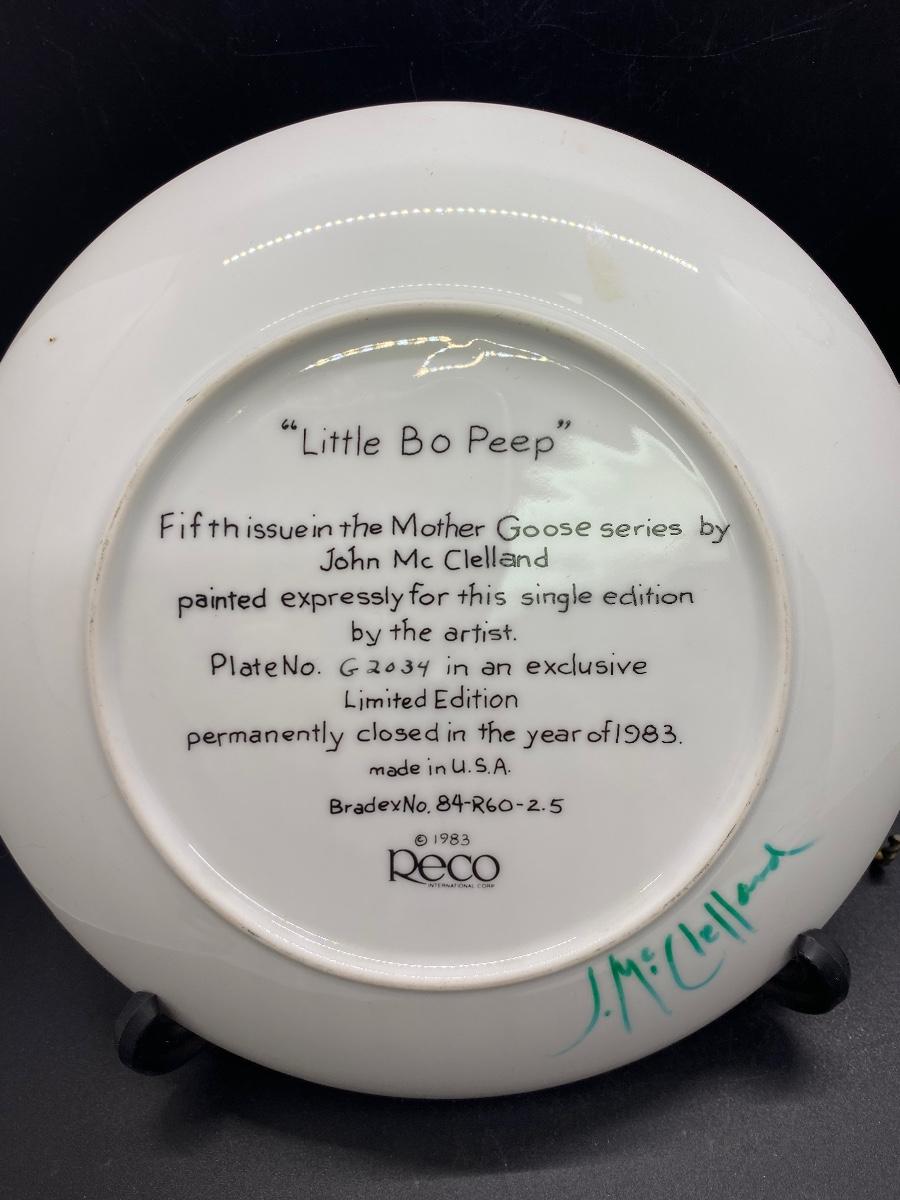 “Little Bo Peep”
Fifth issue in the Mother Goose series by
John Mc Clelland
painted expressly for this single edition
by the artist.
Plate No. G2034 in an exclusive
Limited Edition
permanently closed in the year of 1983.
made in U.S.A.
Bradex No. 84-R60-2.5
© 1983
Reco
INTERNATIONAL CORP
J. McClelland